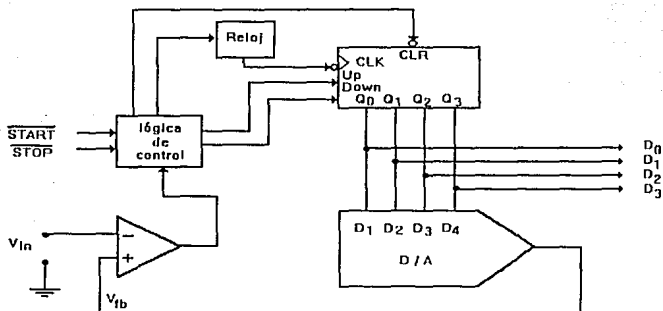 Reloj
CLK
CLR
Up
Down
Q0 Q1 Q2 Q3
START
STOP
lógica
de
control
D0
D1
D2
D3
Vin
−
+
Vfb
D1 D2 D3 D4
D/A